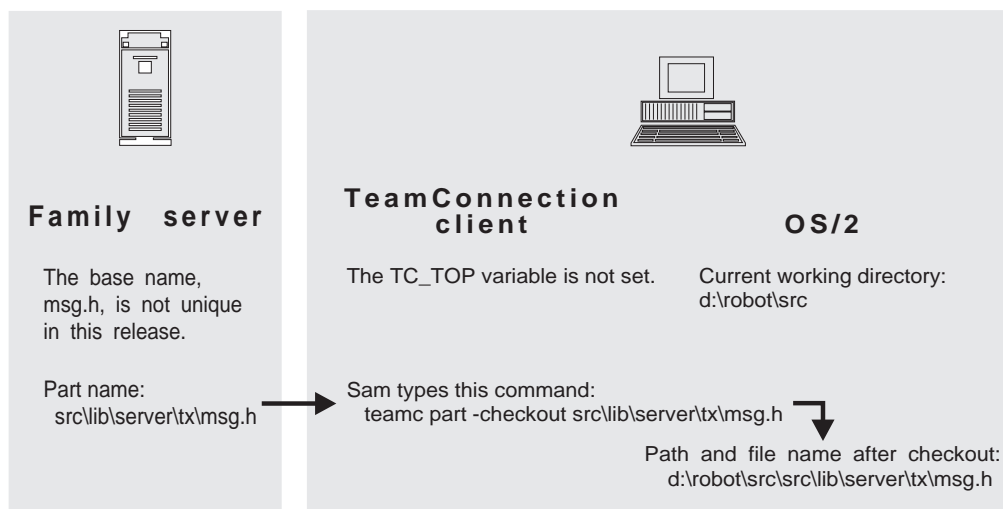 Family server
The base name,
msg.h, is not unique
in this release.
Part name:
src\lib\server\tx\msg.h
TeamConnection
client
The TC_TOP variable is not set.
Sam types this command:
teamc part -checkout src\lib\server\tx\msg.h
OS/2
Current working directory:
d:\robot\src
Path and file name after checkout:
d:\robot\src\src\lib\server\tx\msg.h